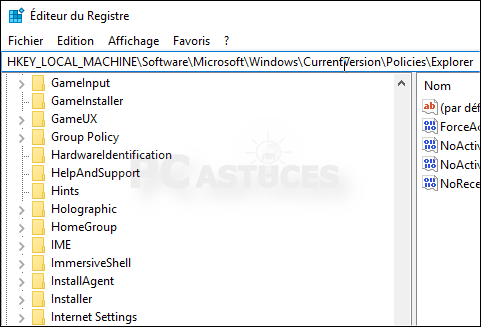 Éditeur du Registre
Fichier Edition Affichage Favoris ?
HKEY_LOCAL_MACHINE\Software\Microsoft\Windows\CurrentVersion\Policies\Explorer
GameInput
GameInstaller
GameUX
Group Policy
HardwareIdentification
HelpAndSupport
Hints
Holographic
HomeGroup
IME
ImmersiveShell
InstallAgent
Installer
Internet Settings
Nom
ab
(par déf
ForceAc
NoActiv
NoActiv
NoRece
PC ASTUCES